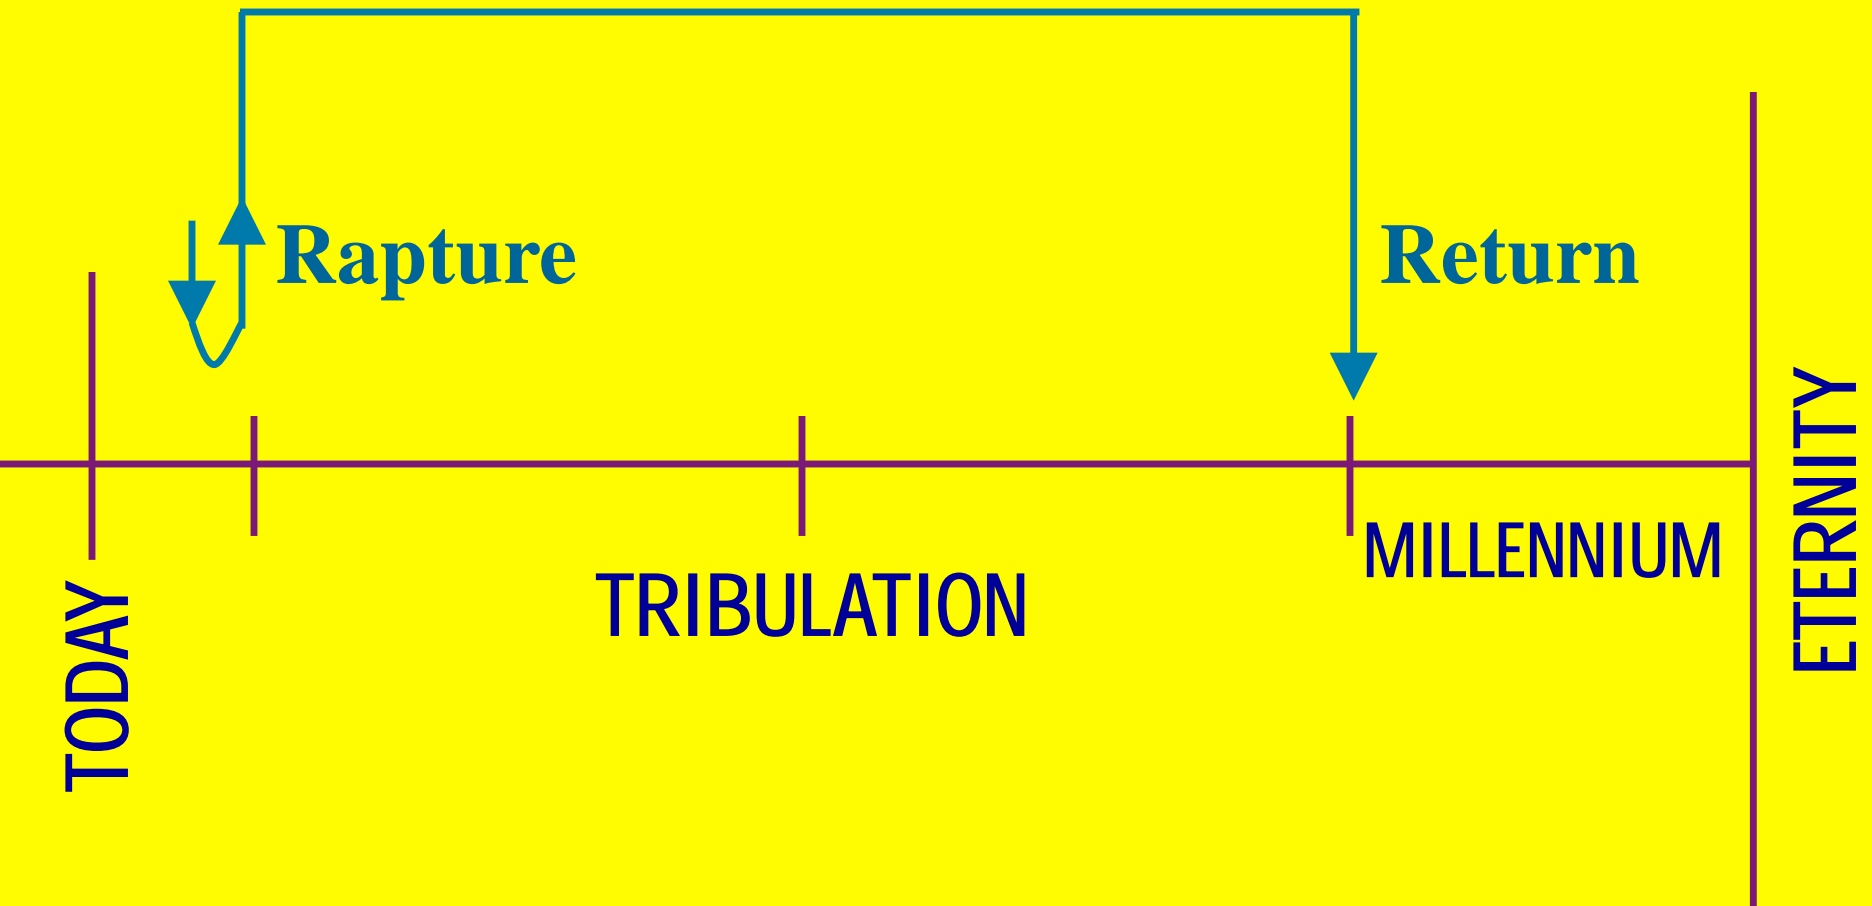 Rapture
Return
TODAY
TRIBULATION
MILLENNIUM
ETERNITY